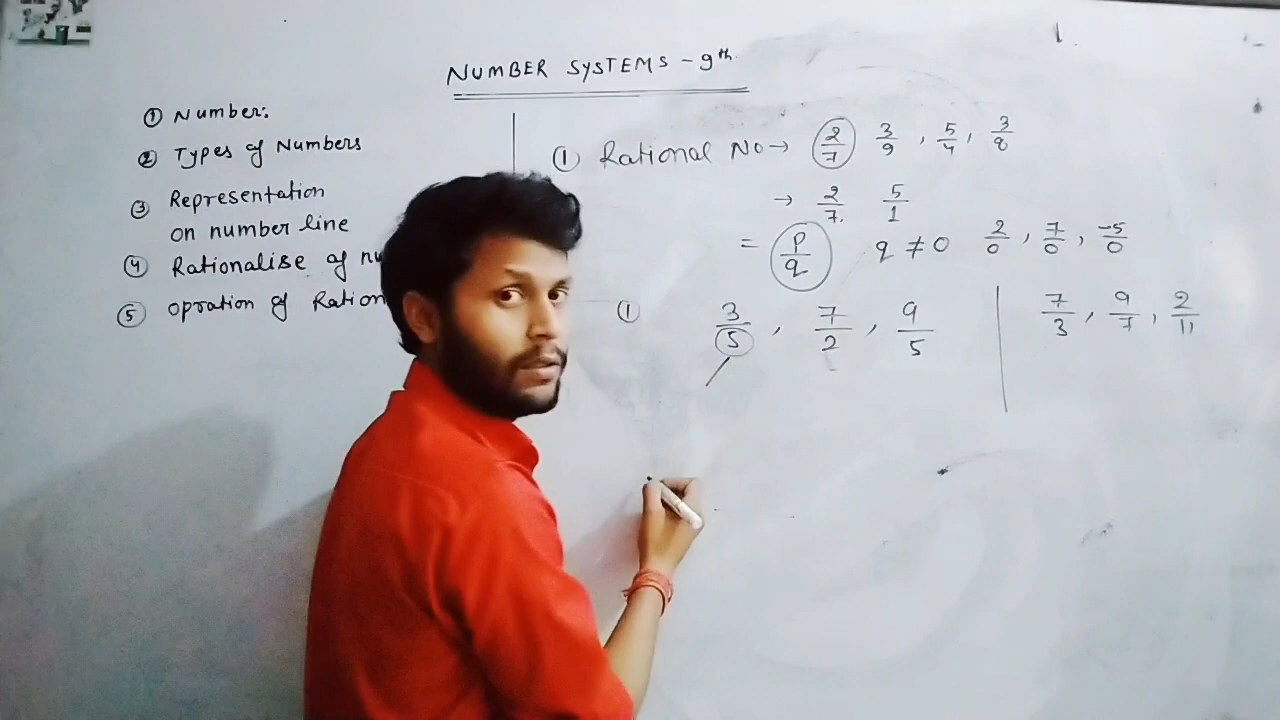 NUMBER SYSTEMS - 9th
① Number:
② Types of Numbers
③ Representation
on number line
④ Rationalise of nu
⑤ opration of Ration
① Rational No → 2/7 3/9 , 5/4 , 3/8
→ 2/7. 5/1
= p/q q ≠ 0 2/0 , 7/0 , -5/0
① 3/5 , 7/2 , 9/5
7/3 , 9/7 , 2/11